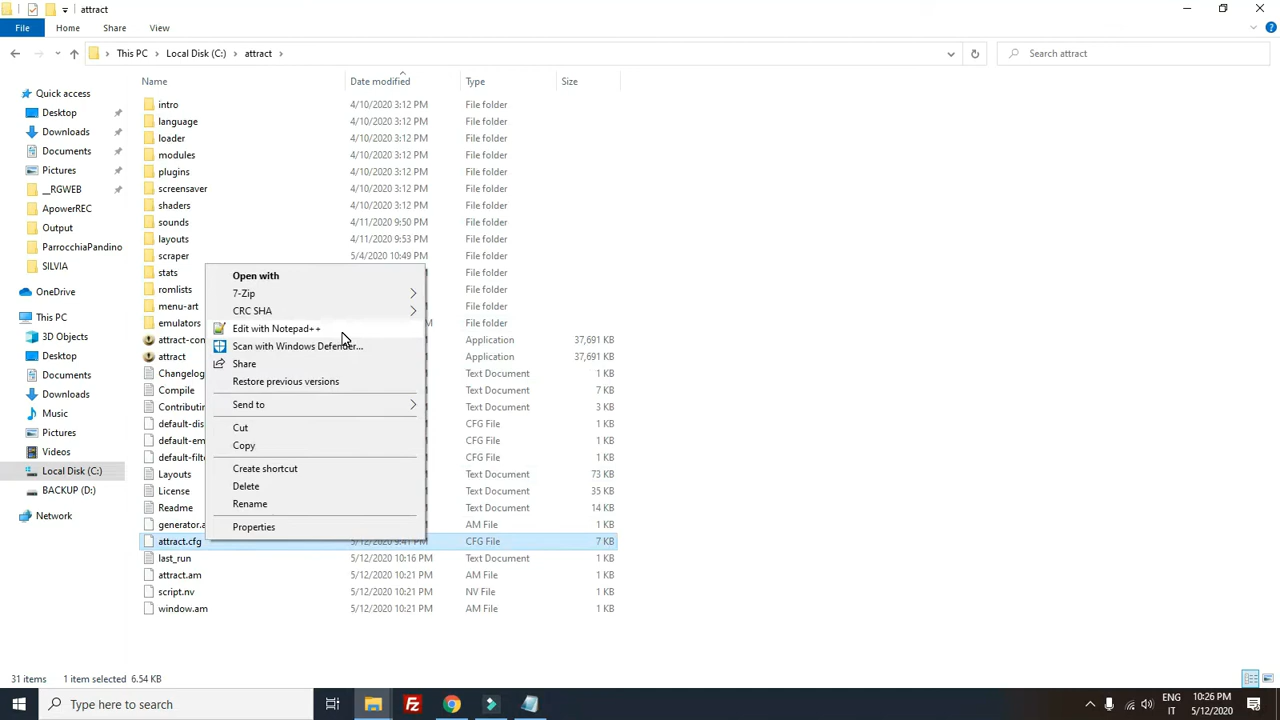 attract
File
Home
Share
View
This PC
Local Disk (C:)
attract
Search attract
Name
Date modified
Type
Size
Quick access
Desktop
Downloads
Documents
Pictures
__RGWEB
ApowerREC
Output
ParrocchiaPandino
SILVIA
OneDrive
This PC
3D Objects
Desktop
Documents
Downloads
Music
Pictures
Videos
Local Disk (C:)
BACKUP (D:)
Network
intro 4/10/2020 3:12 PM File folder
language 4/10/2020 3:12 PM File folder
loader 4/10/2020 3:12 PM File folder
modules 4/10/2020 3:12 PM File folder
plugins 4/10/2020 3:12 PM File folder
screensaver 4/10/2020 3:12 PM File folder
shaders 4/10/2020 3:12 PM File folder
sounds 4/11/2020 9:50 PM File folder
layouts 4/11/2020 9:53 PM File folder
scraper 5/4/2020 10:49 PM File folder
stats File folder
romlists File folder
menu-art File folder
emulators M File folder
attract-con Application 37,691 KB
attract Application 37,691 KB
Changelog Text Document 1 KB
Compile Text Document 7 KB
Contributin Text Document 3 KB
default-dis CFG File 1 KB
default-em CFG File 1 KB
default-filte CFG File 1 KB
Layouts Text Document 73 KB
License Text Document 35 KB
Readme Text Document 14 KB
generator.a AM File 1 KB
attract.cfg 5/12/2020 9:41 PM CFG File 7 KB
last_run 5/12/2020 10:16 PM Text Document 1 KB
attract.am 5/12/2020 10:21 PM AM File 1 KB
script.nv 5/12/2020 10:21 PM NV File 1 KB
window.am 5/12/2020 10:21 PM AM File 1 KB
Open with
7-Zip
CRC SHA
Edit with Notepad++
Scan with Windows Defender...
Share
Restore previous versions
Send to
Cut
Copy
Create shortcut
Delete
Rename
Properties
31 items 1 item selected 6.54 KB
Type here to search
ENG
IT
10:26 PM
5/12/2020